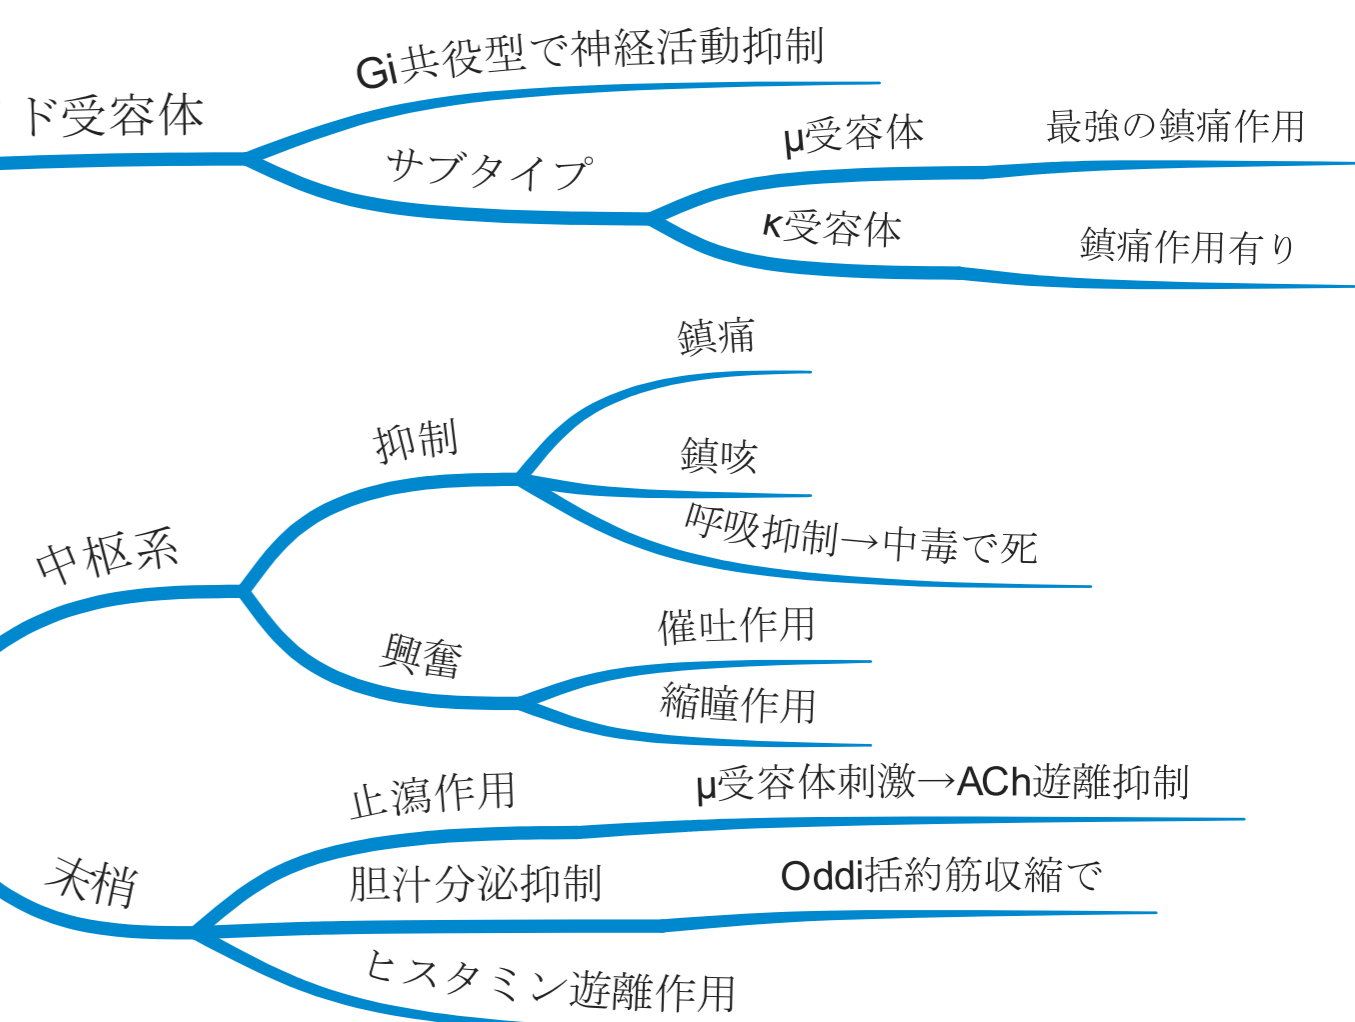 ド受容体
Gi共役型で神経活動抑制
サブタイプ
μ受容体
最強の鎮痛作用
κ受容体
鎮痛作用有り
中枢系
抑制
鎮痛
鎮咳
呼吸抑制→中毒で死
興奮
催吐作用
縮瞳作用
末梢
止瀉作用
μ受容体刺激→ACh遊離抑制
胆汁分泌抑制
Oddi括約筋収縮で
ヒスタミン遊離作用